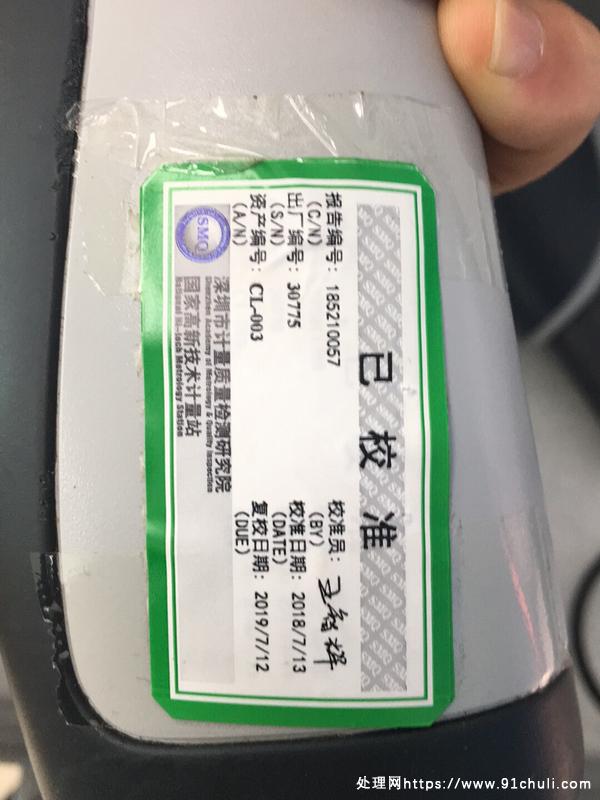 已校准
报告编号: 185210057
(C/N)
出厂编号: 30775
(S/N)
资产编号: CL-003
(A/N)
校准员:
(BY)
校准日期: 2018/7/13
(DATE)
复校日期: 2019/7/12
(DUE)
SMQ
深圳市计量质量检测研究院
Shenzhen Academy of Metrology & Quality Inspection
国家高新技术计量站
National Hi-tech Metrology Station
处理网https://www.91chuli.com